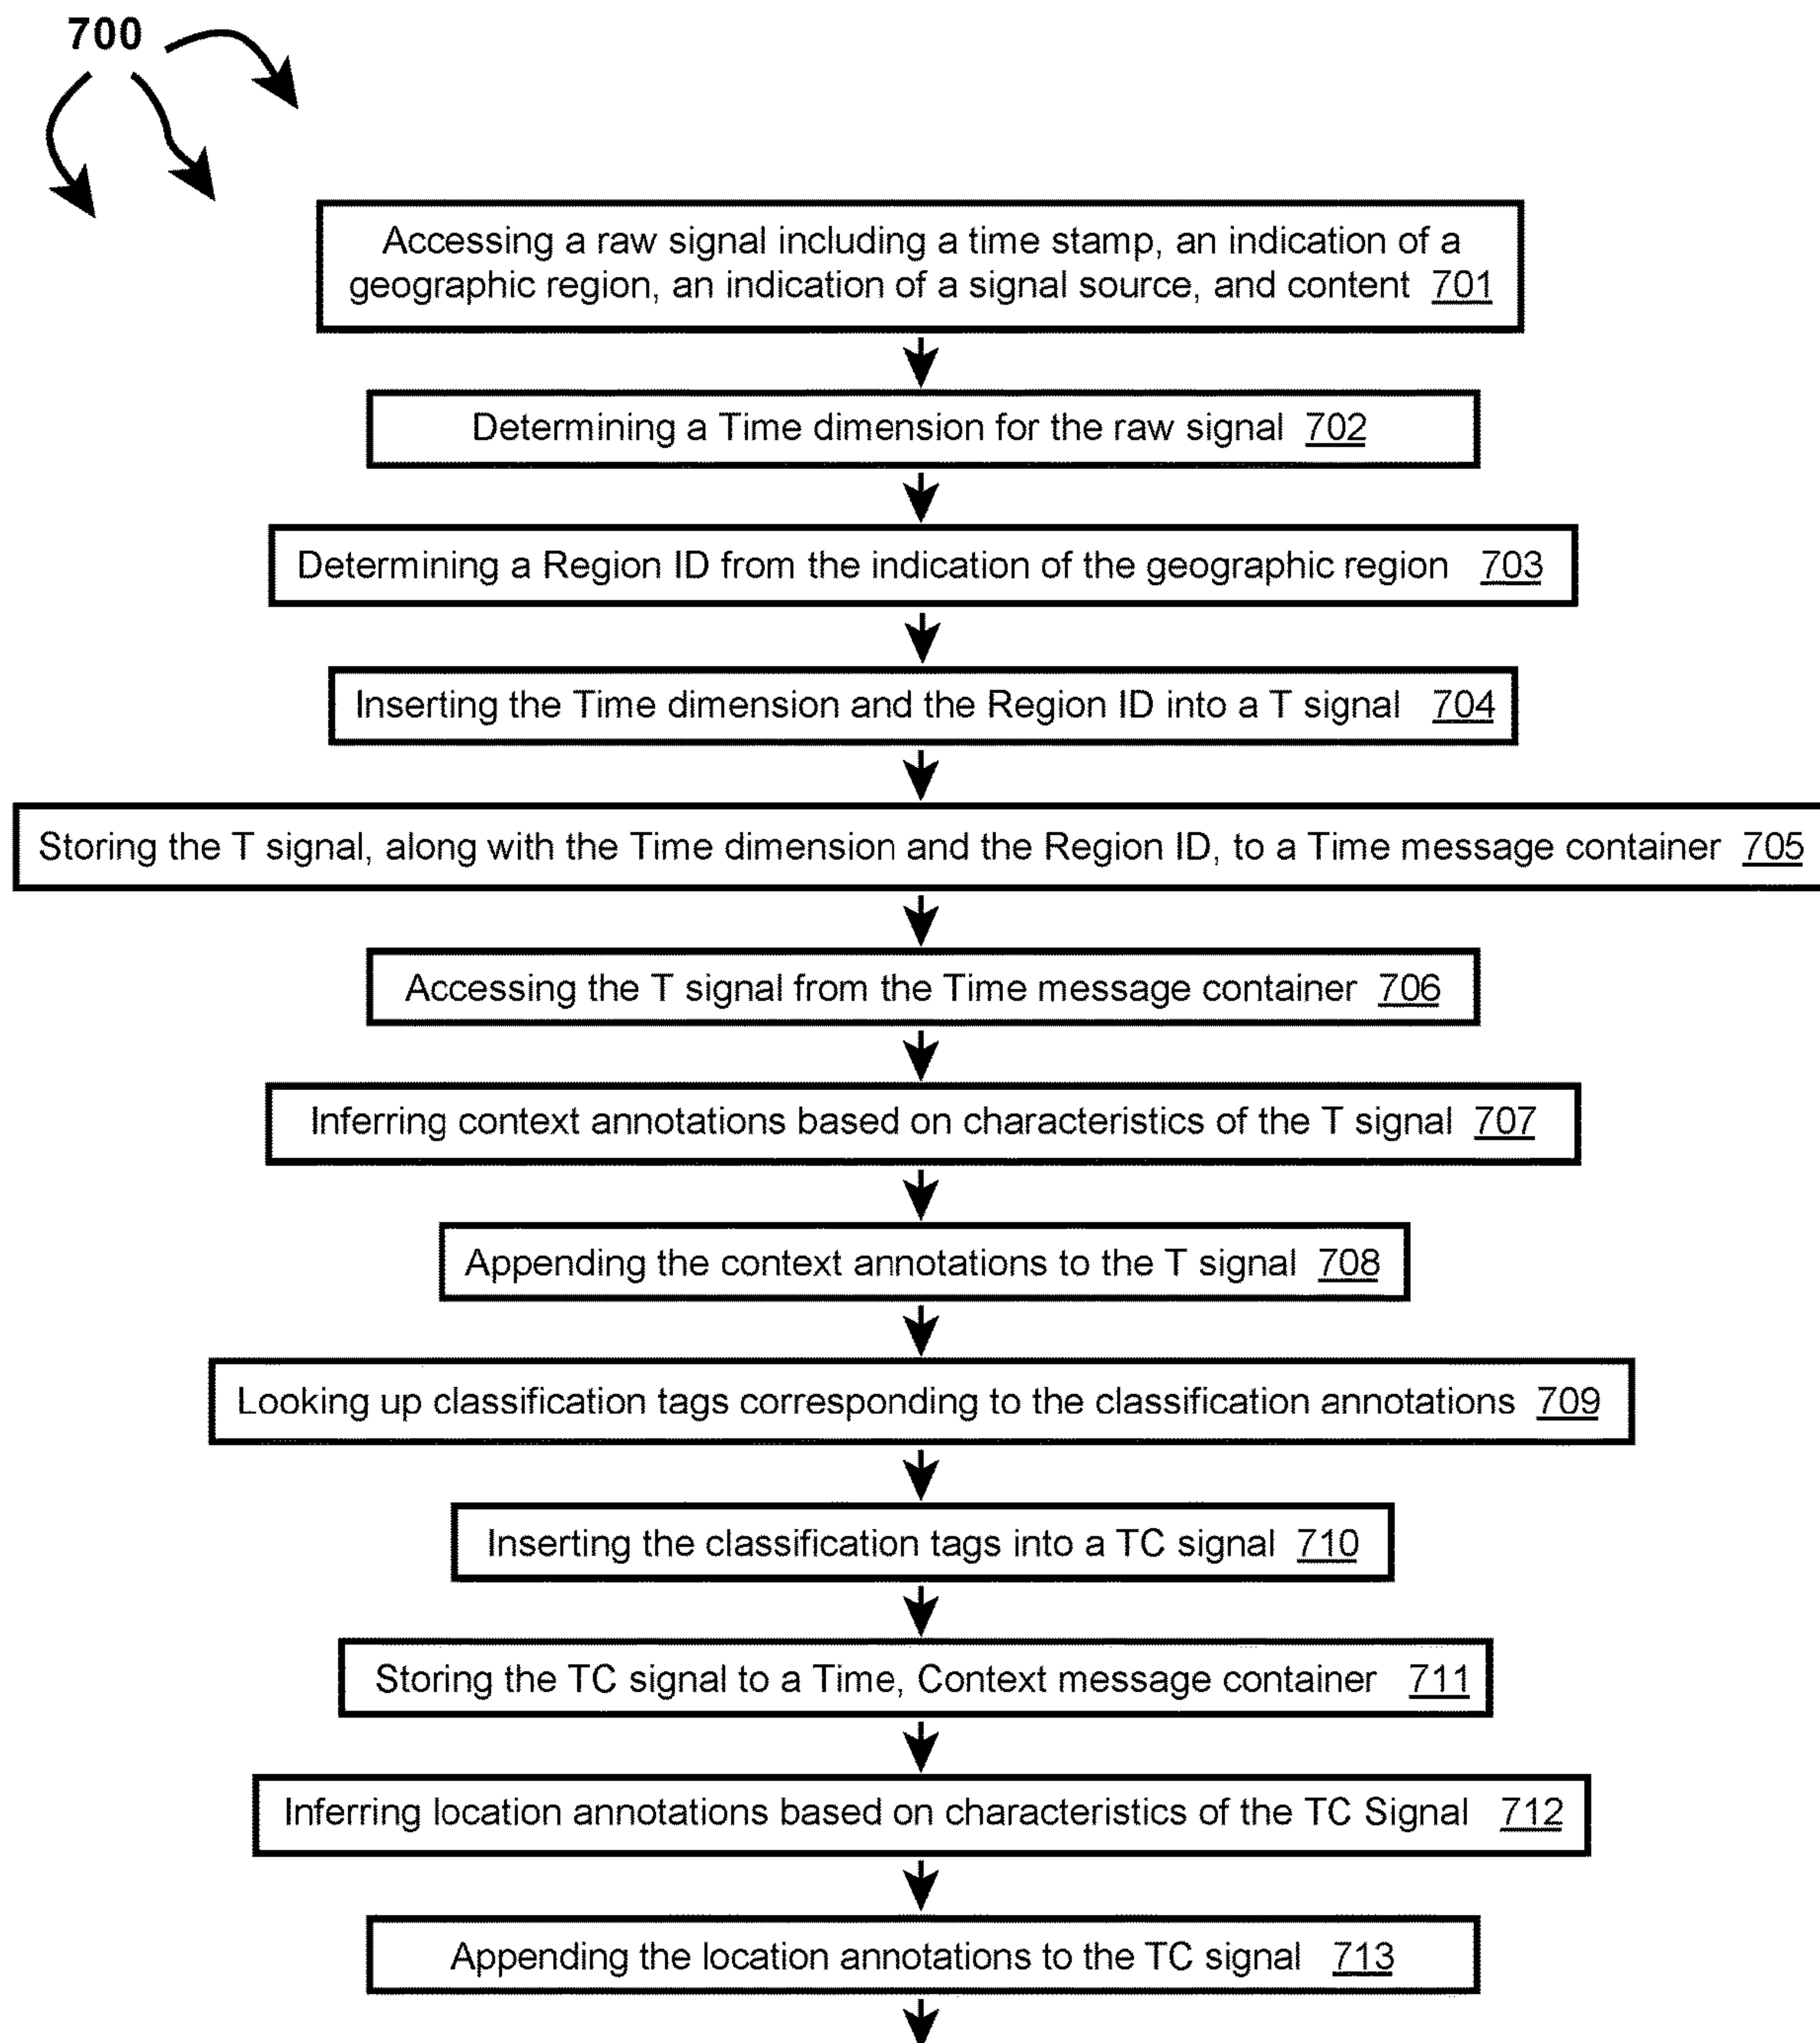 700
Accessing a raw signal including a time stamp, an indication of a
geographic region, an indication of a signal source, and content 701
Determining a Time dimension for the raw signal 702
Determining a Region ID from the indication of the geographic region 703
Inserting the Time dimension and the Region ID into a T signal 704
Storing the T signal, along with the Time dimension and the Region ID, to a Time message container 705
Accessing the T signal from the Time message container 706
Inferring context annotations based on characteristics of the T signal 707
Appending the context annotations to the T signal 708
Looking up classification tags corresponding to the classification annotations 709
Inserting the classification tags into a TC signal 710
Storing the TC signal to a Time, Context message container 711
Inferring location annotations based on characteristics of the TC Signal 712
Appending the location annotations to the TC signal 713